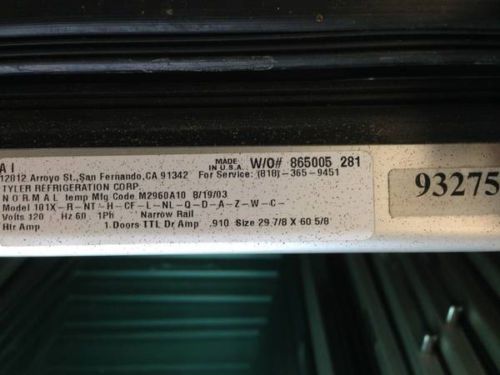 A I MADE IN U.S.A. W/O# 865005 281
12812 Arroyo St.,San Fernando,CA 91342 For Service: (818)-365-9451
TYLER REFRIGERATION CORP.
N O R M A L temp Mfg Code M2960A10 8/19/03
Model 101X-R-NT-H-CF-L-NL-Q-D-A-Z-W-C-
Volts 120 Hz 60 1Ph Narrow Rail
Htr Amp 1 Doors TTL Dr Amp .910 Size 29 7/8 X 60 5/8
93275